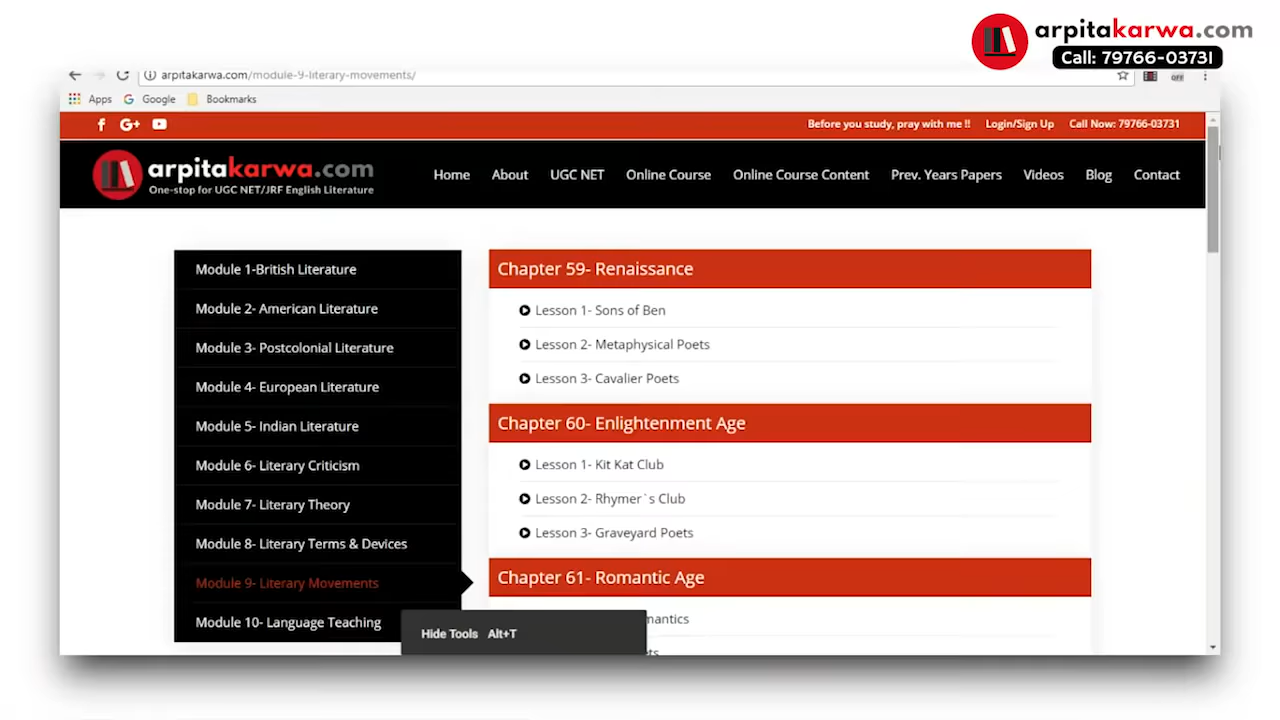 arpitakarwa.com
Call: 79766-03731
arpitakarwa.com/module-9-literary-movements/
Apps Google Bookmarks
OFF
f G+ Before you study, pray with me !! Login/Sign Up Call Now: 79766-03731
arpitakarwa.com
One-stop for UGC NET/JRF English Literature
Home About UGC NET Online Course Online Course Content Prev. Years Papers Videos Blog Contact
Module 1-British Literature
Module 2- American Literature
Module 3- Postcolonial Literature
Module 4- European Literature
Module 5- Indian Literature
Module 6- Literary Criticism
Module 7- Literary Theory
Module 8- Literary Terms & Devices
Module 9- Literary Movements
Module 10- Language Teaching
Chapter 59- Renaissance
Lesson 1- Sons of Ben
Lesson 2- Metaphysical Poets
Lesson 3- Cavalier Poets
Chapter 60- Enlightenment Age
Lesson 1- Kit Kat Club
Lesson 2- Rhymer`s Club
Lesson 3- Graveyard Poets
Chapter 61- Romantic Age
mantics
ets
Hide Tools Alt+T